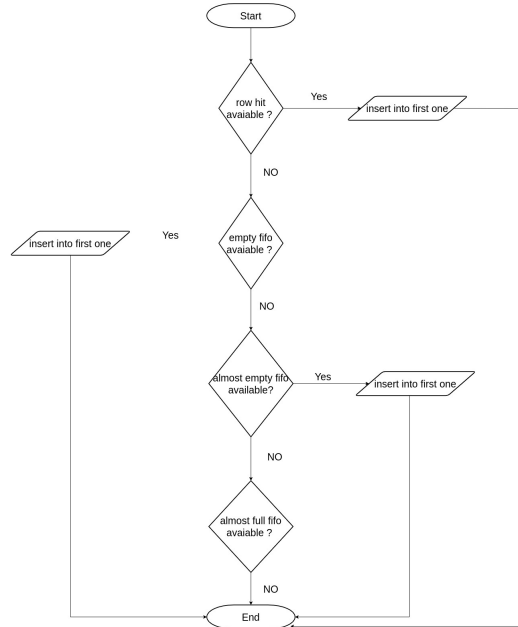 Start
row hit
avaiable ?
Yes
insert into first one
NO
Yes
insert into first one
empty fifo
avaiable ?
NO
almost empty fifo
available?
Yes
insert into first one
NO
almost full fifo
avaiable ?
NO
End